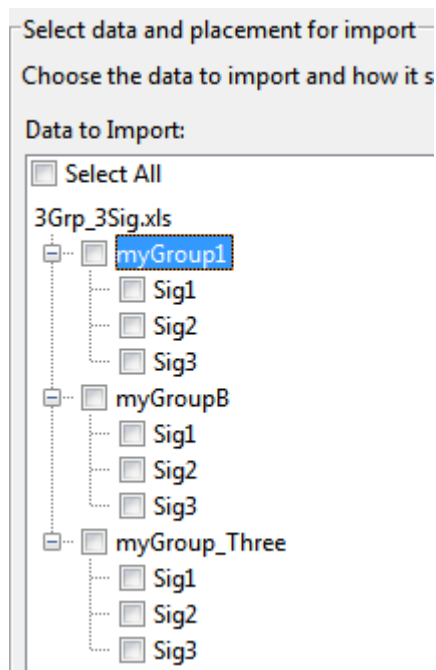 Select data and placement for import
Choose the data to import and how it s
Data to Import:
Select All
3Grp_3Sig.xls
myGroup1
Sig1
Sig2
Sig3
myGroupB
Sig1
Sig2
Sig3
myGroup_Three
Sig1
Sig2
Sig3